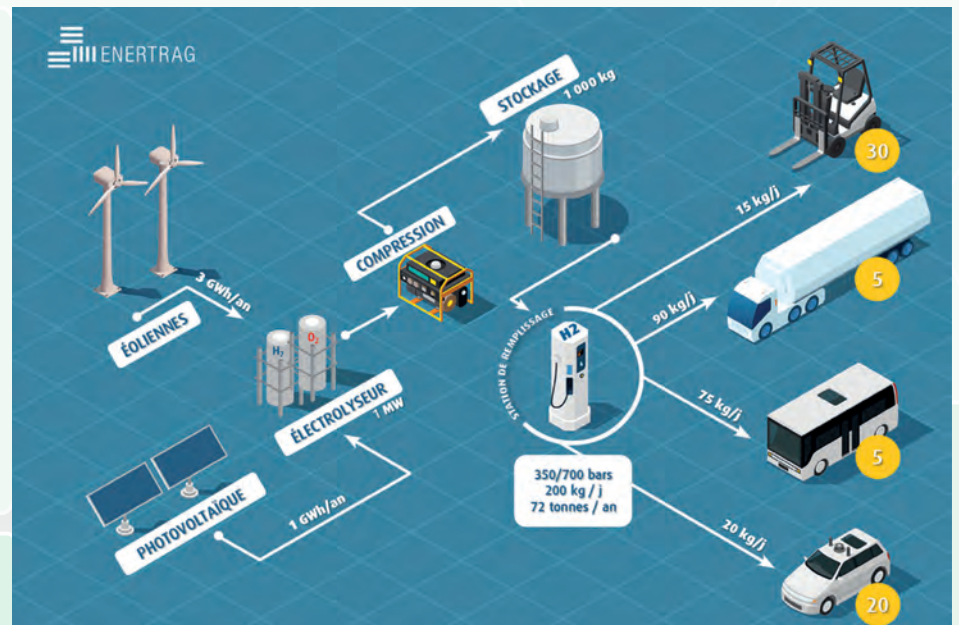 ENERTRAG
STOCKAGE
1 000 kg
30
15 kg/j
COMPRESSION
5
3 GWh/an
90 kg/j
ÉOLIENNES
H₂
O₂
STATION DE REMPLISSAGE
H2
75 kg/j
ÉLECTROLYSEUR
1 MW
5
350/700 bars
200 kg / j
72 tonnes / an
PHOTOVOLTAÏQUE
1 GWh/an
20 kg/j
20